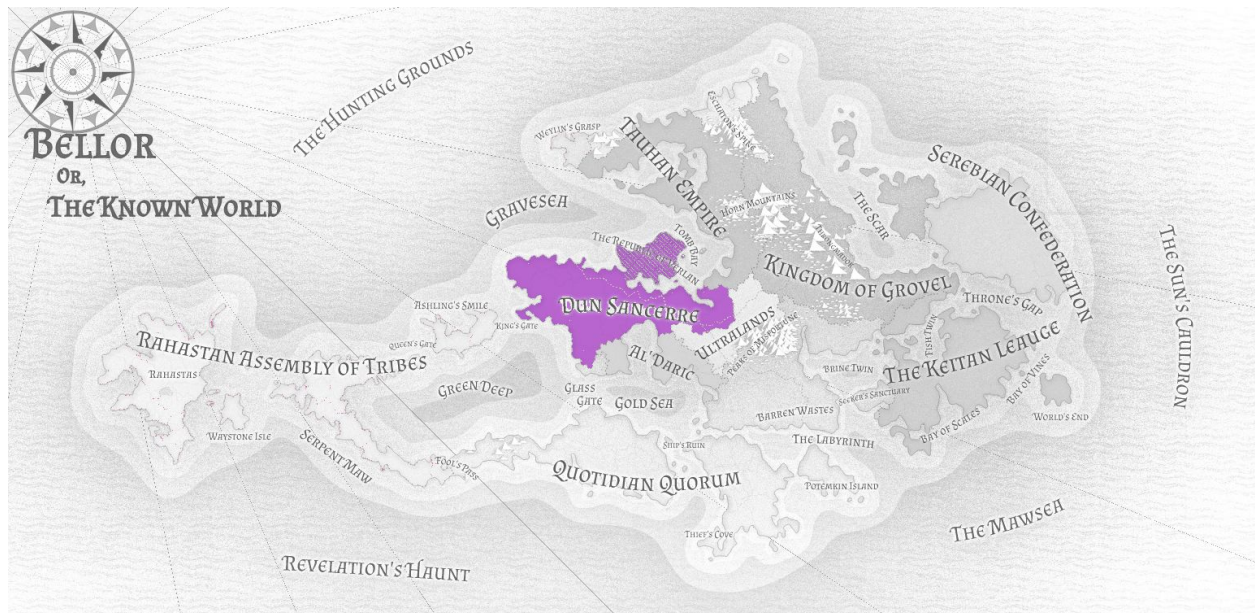 Bellor
Or,
The Known World
The Hunting Grounds
Gravesea
Weylin's Grasp
Tauhan Empire
Horn Mountains
The Scar
Serebian Confederation
The Sun's Cauldron
Tomb Bay
Dun Sancerre
Kingdom of Grovel
Throne's Gap
Ashling's Smile
King's Gate
Queen's Gate
Rahastan Assembly of Tribes
Rahastas
Waystone Isle
Serpent Maw
Green Deep
Glass
Gate
Gold Sea
Al'Daric
Ultralands
Peaks of Misfortune
Brine Twin
Fish Twin
The Keitan Leauge
Seeker's Sanctuary
Barren Wastes
Bay of Scales
Bay of Vines
World's End
The Labyrinth
Ship's Ruin
Fool's Pass
Quotidian Quorum
Potemkin Island
Thief's Cove
The Mawsea
Revelation's Haunt